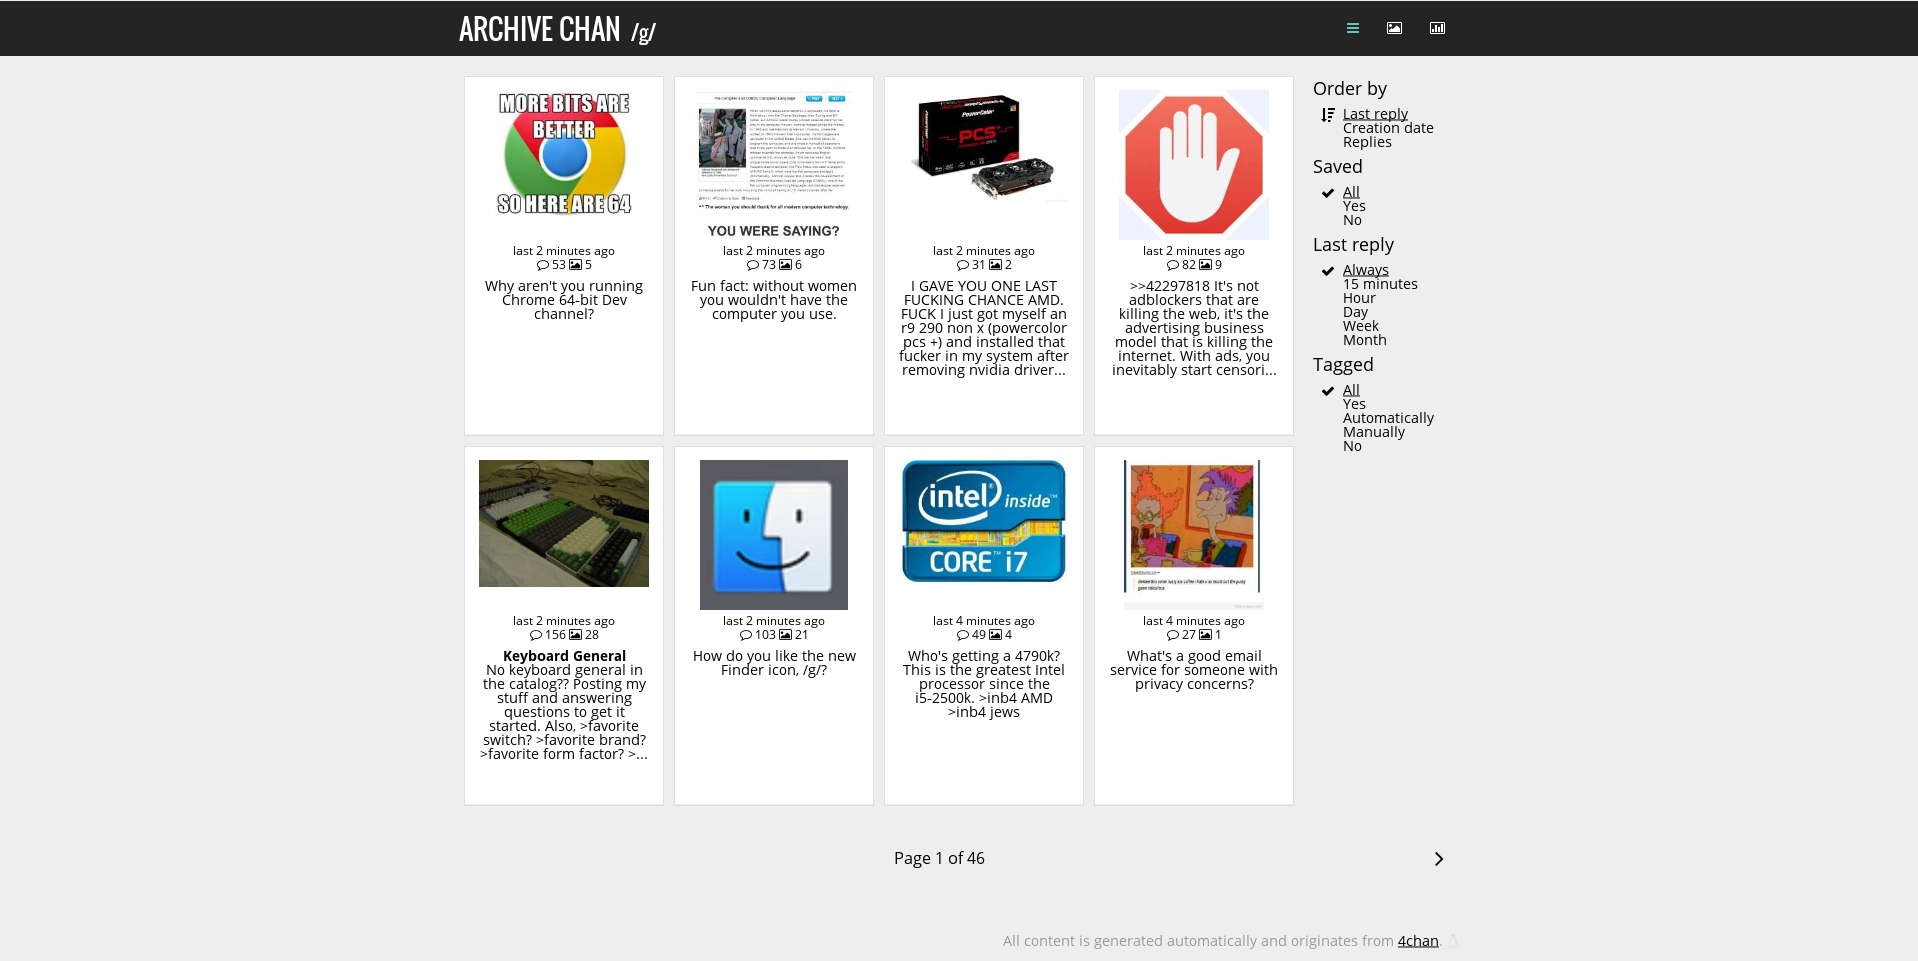 ARCHIVE CHAN /g/
MORE BITS ARE
BETTER
SO HERE ARE 64
last 2 minutes ago
53 5
Why aren't you running
Chrome 64-bit Dev
channel?
** The woman you should thank for all modern computer technology.
YOU WERE SAYING?
last 2 minutes ago
73 6
Fun fact: without women
you wouldn't have the
computer you use.
PowerColor
PCS+
last 2 minutes ago
31 2
I GAVE YOU ONE LAST
FUCKING CHANCE AMD.
FUCK I just got myself an
r9 290 non x (powercolor
pcs +) and installed that
fucker in my system after
removing nvidia driver...
last 2 minutes ago
82 9
>>42297818 It's not
adblockers that are
killing the web, it's the
advertising business
model that is killing the
internet. With ads, you
inevitably start censori...
Order by
Last reply
Creation date
Replies
Saved
All
Yes
No
Last reply
Always
15 minutes
Hour
Day
Week
Month
Tagged
All
Yes
Automatically
Manually
No
last 2 minutes ago
156 28
Keyboard General
No keyboard general in
the catalog?? Posting my
stuff and answering
questions to get it
started. Also, >favorite
switch? >favorite brand?
>favorite form factor? >...
last 2 minutes ago
103 21
How do you like the new
Finder icon, /g/?
intel inside™
CORE™ i7
last 4 minutes ago
49 4
Who's getting a 4790k?
This is the greatest Intel
processor since the
i5-2500k. >inb4 AMD
>inb4 jews
last 4 minutes ago
27 1
What's a good email
service for someone with
privacy concerns?
Page 1 of 46
All content is generated automatically and originates from 4chan.